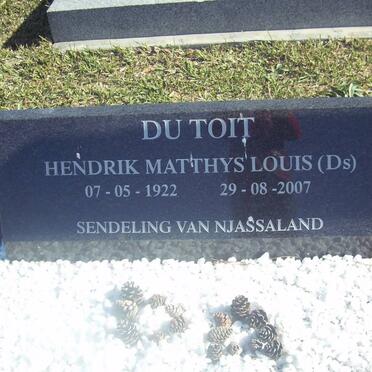 DU TOIT
HENDRIK MATTHYS LOUIS (Ds)
07 - 05 - 1922 29 - 08 - 2007
SENDELING VAN NJASSALAND